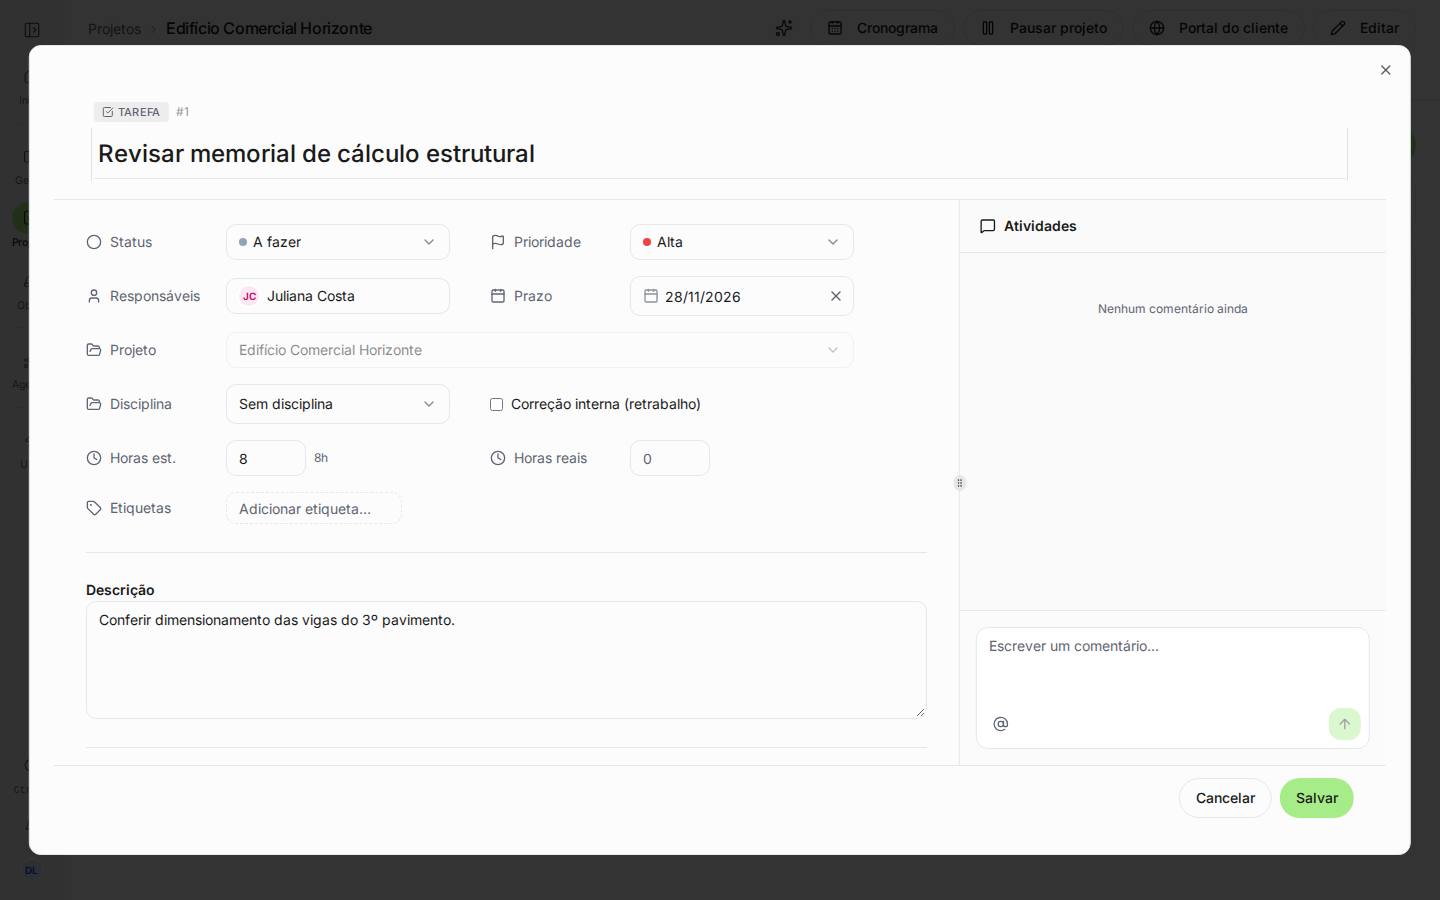 Projetos
Edifício Comercial Horizonte
Cronograma
Pausar projeto
Portal do cliente
Editar
TAREFA #1
Revisar memorial de cálculo estrutural
Status
A fazer
Prioridade
Alta
Responsáveis
JC Juliana Costa
Prazo
28/11/2026
Projeto
Edifício Comercial Horizonte
Disciplina
Sem disciplina
Correção interna (retrabalho)
Horas est.
8
8h
Horas reais
0
Etiquetas
Adicionar etiqueta...
Descrição
Conferir dimensionamento das vigas do 3º pavimento.
Atividades
Nenhum comentário ainda
Escrever um comentário...
Cancelar
Salvar
DL